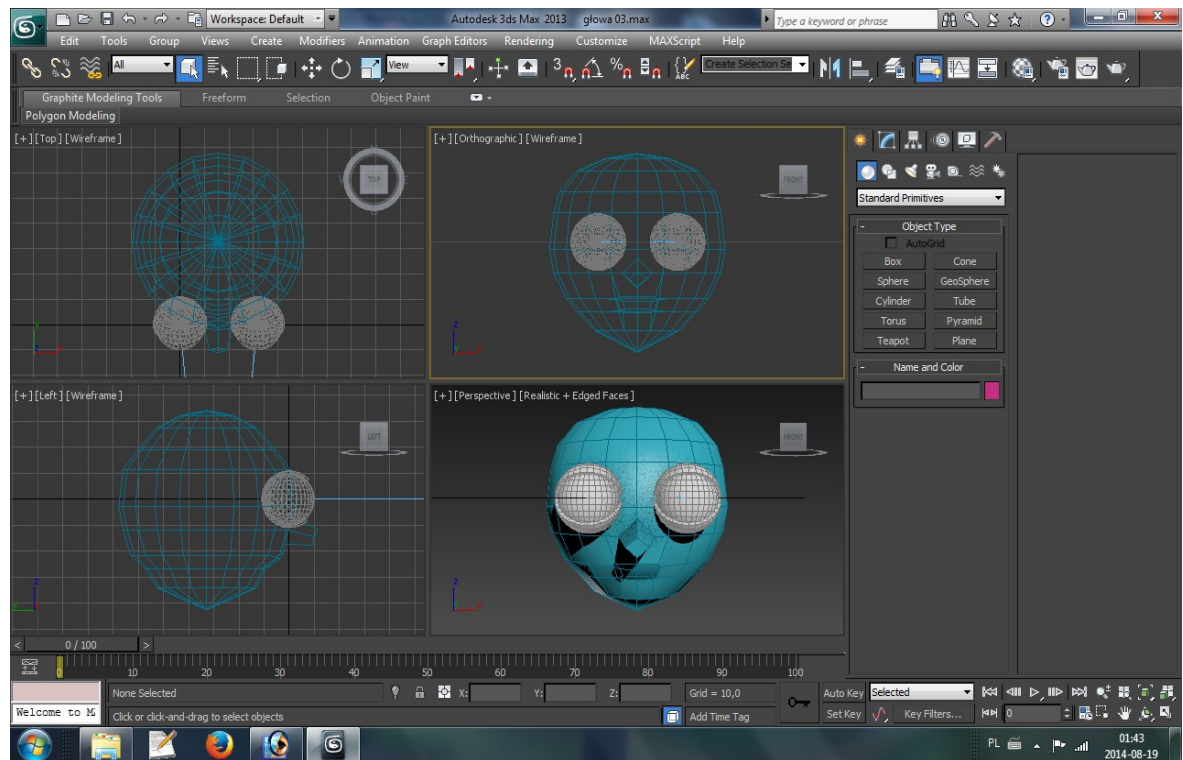 Workspace: Default
Autodesk 3ds Max 2013 głowa 03.max
Type a keyword or phrase
Edit Tools Group Views Create Modifiers Animation Graph Editors Rendering Customize MAXScript Help
All
View
3
%
ABC
Create Selection Se
Graphite Modeling Tools Freeform Selection Object Paint
Polygon Modeling
[+][Top][Wireframe]
TOP
[+][Orthographic][Wireframe]
FRONT
Standard Primitives
- Object Type
AutoGrid
Box Cone
Sphere GeoSphere
Cylinder Tube
Torus Pyramid
Teapot Plane
- Name and Color
[+][Left][Wireframe]
LEFT
[+][Perspective][Realistic + Edged Faces]
FRONT
< 0 / 100 >
0 10 20 30 40 50 60 70 80 90 100
None Selected X: Y: Z: Grid = 10,0 Auto Key Selected
Welcome to M
Click or click-and-drag to select objects Add Time Tag Set Key Key Filters... 0
PL
01:43
2014-08-19